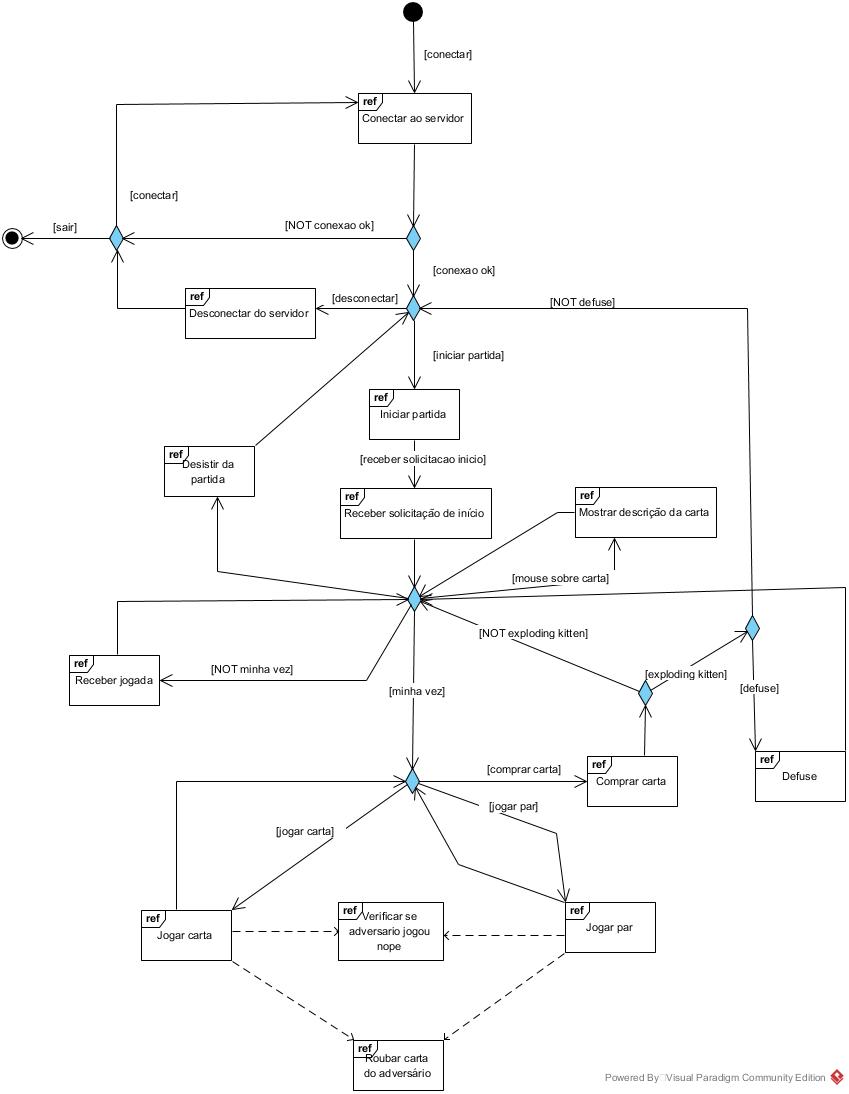 [conectar]
ref
Conectar ao servidor
[conectar]
[sair]
[NOT conexao ok]
[conexao ok]
ref
Desconectar do servidor
[desconectar]
[NOT defuse]
[iniciar partida]
ref
Iniciar partida
ref
Desistir da
partida
[receber solicitacao inicio]
ref
Receber solicitação de início
ref
Mostrar descrição da carta
[mouse sobre carta]
[NOT exploding kitten]
ref
Receber jogada
[NOT minha vez]
[minha vez]
[exploding kitten]
[defuse]
[comprar carta]
ref
Comprar carta
ref
Defuse
[jogar par]
[jogar carta]
ref
Jogar carta
ref
Verificar se
adversario jogou
nope
ref
Jogar par
ref
Roubar carta
do adversário
Powered By Visual Paradigm Community Edition